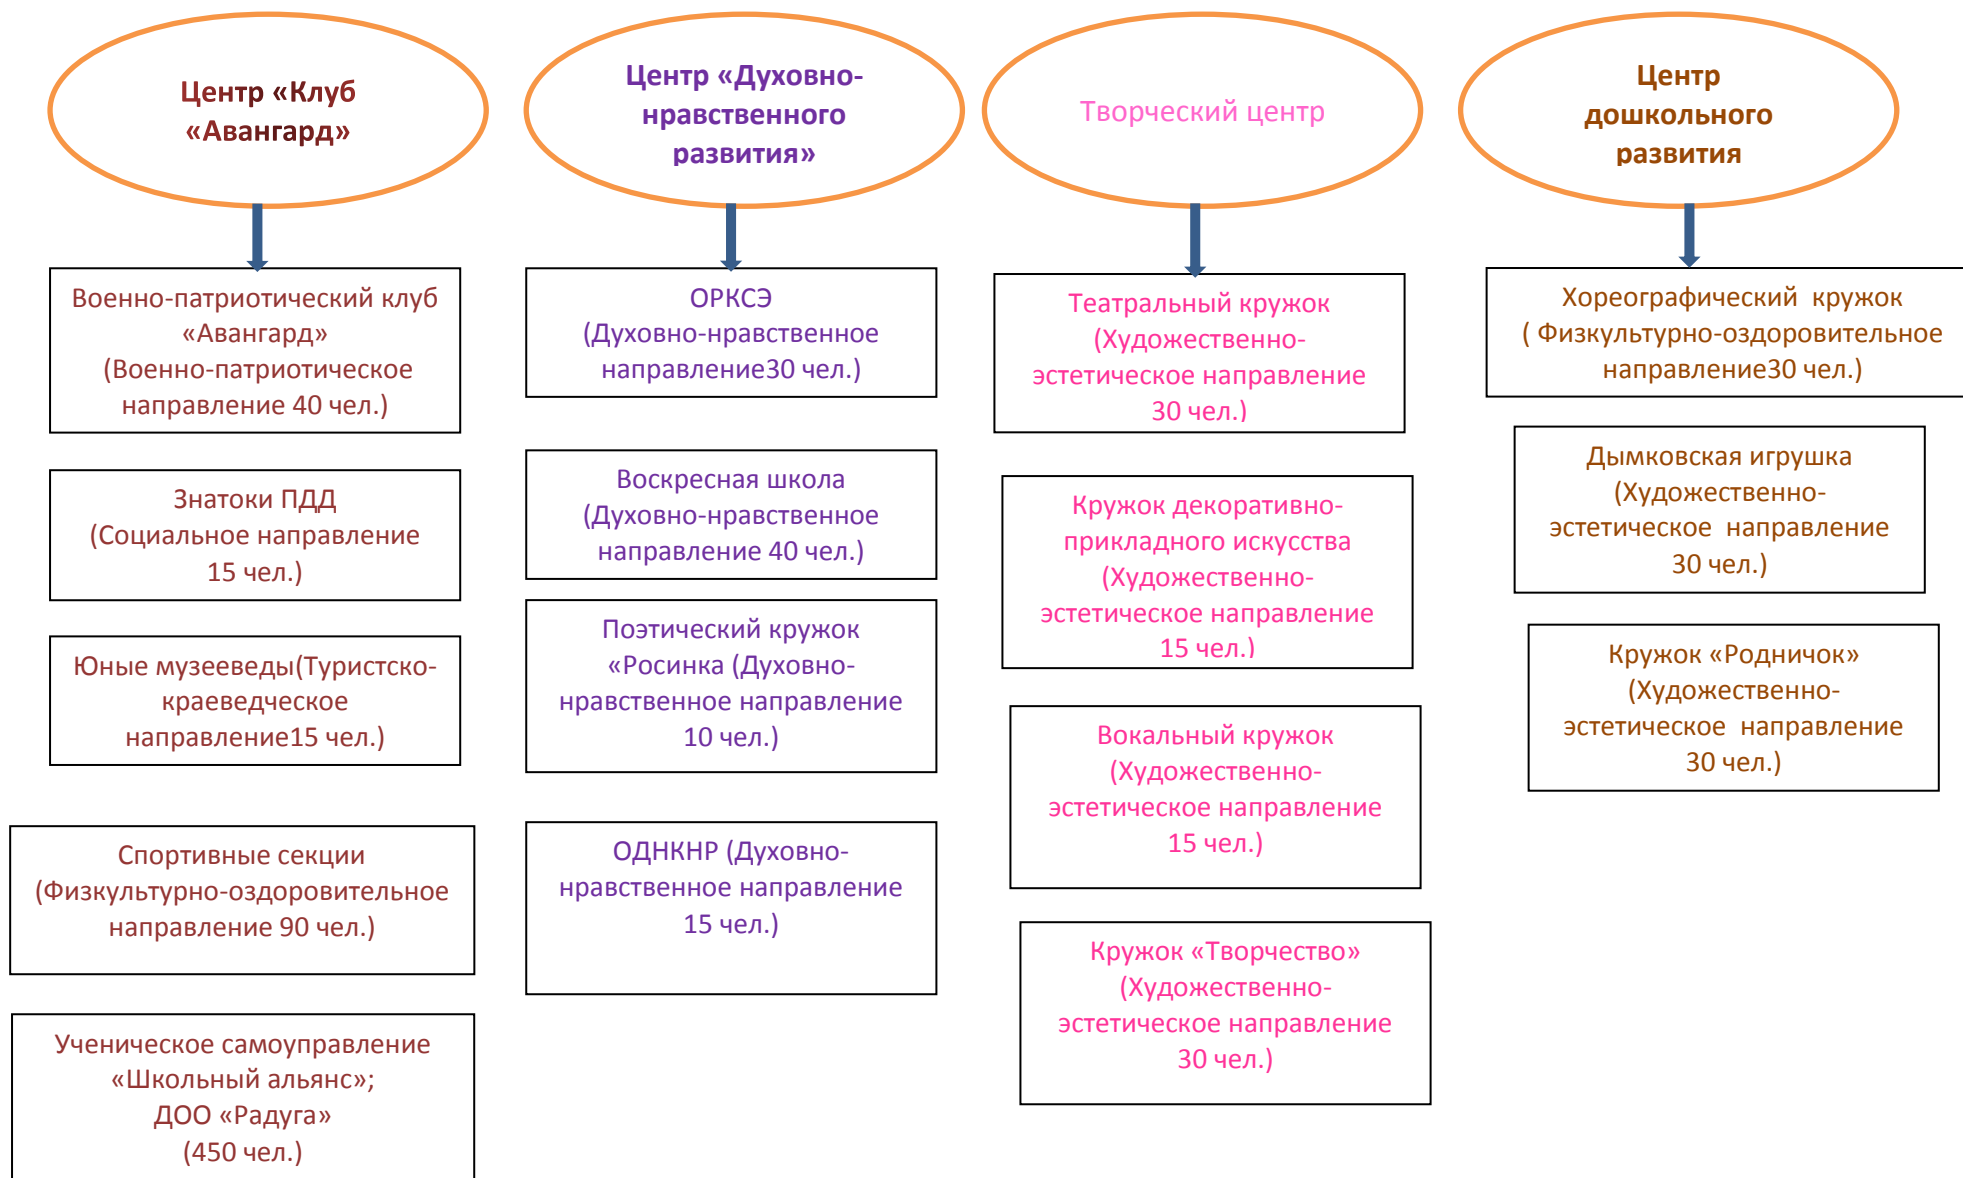 Центр «Клуб
«Авангард»
Военно-патриотический клуб
«Авангард»
(Военно-патриотическое
направление 40 чел.)
Знатоки ПДД
(Социальное направление
15 чел.)
Юные музееведы(Туристско-
краеведческое
направление15 чел.)
Спортивные секции
(Физкультурно-оздоровительное
направление 90 чел.)
Ученическое самоуправление
«Школьный альянс»;
ДОО «Радуга»
(450 чел.)
Центр «Духовно-
нравственного
развития»
ОРКСЭ
(Духовно-нравственное
направление30 чел.)
Воскресная школа
(Духовно-нравственное
направление 40 чел.)
Поэтический кружок
«Росинка (Духовно-
нравственное направление
10 чел.)
ОДНКНР (Духовно-
нравственное направление
15 чел.)
Творческий центр
Театральный кружок
(Художественно-
эстетическое направление
30 чел.)
Кружок декоративно-
прикладного искусства
(Художественно-
эстетическое направление
15 чел.)
Вокальный кружок
(Художественно-
эстетическое направление
15 чел.)
Кружок «Творчество»
(Художественно-
эстетическое направление
30 чел.)
Центр
дошкольного
развития
Хореографический  кружок
( Физкультурно-оздоровительное
направление30 чел.)
Дымковская игрушка
(Художественно-
эстетическое  направление
30 чел.)
Кружок «Родничок»
(Художественно-
эстетическое  направление
30 чел.)